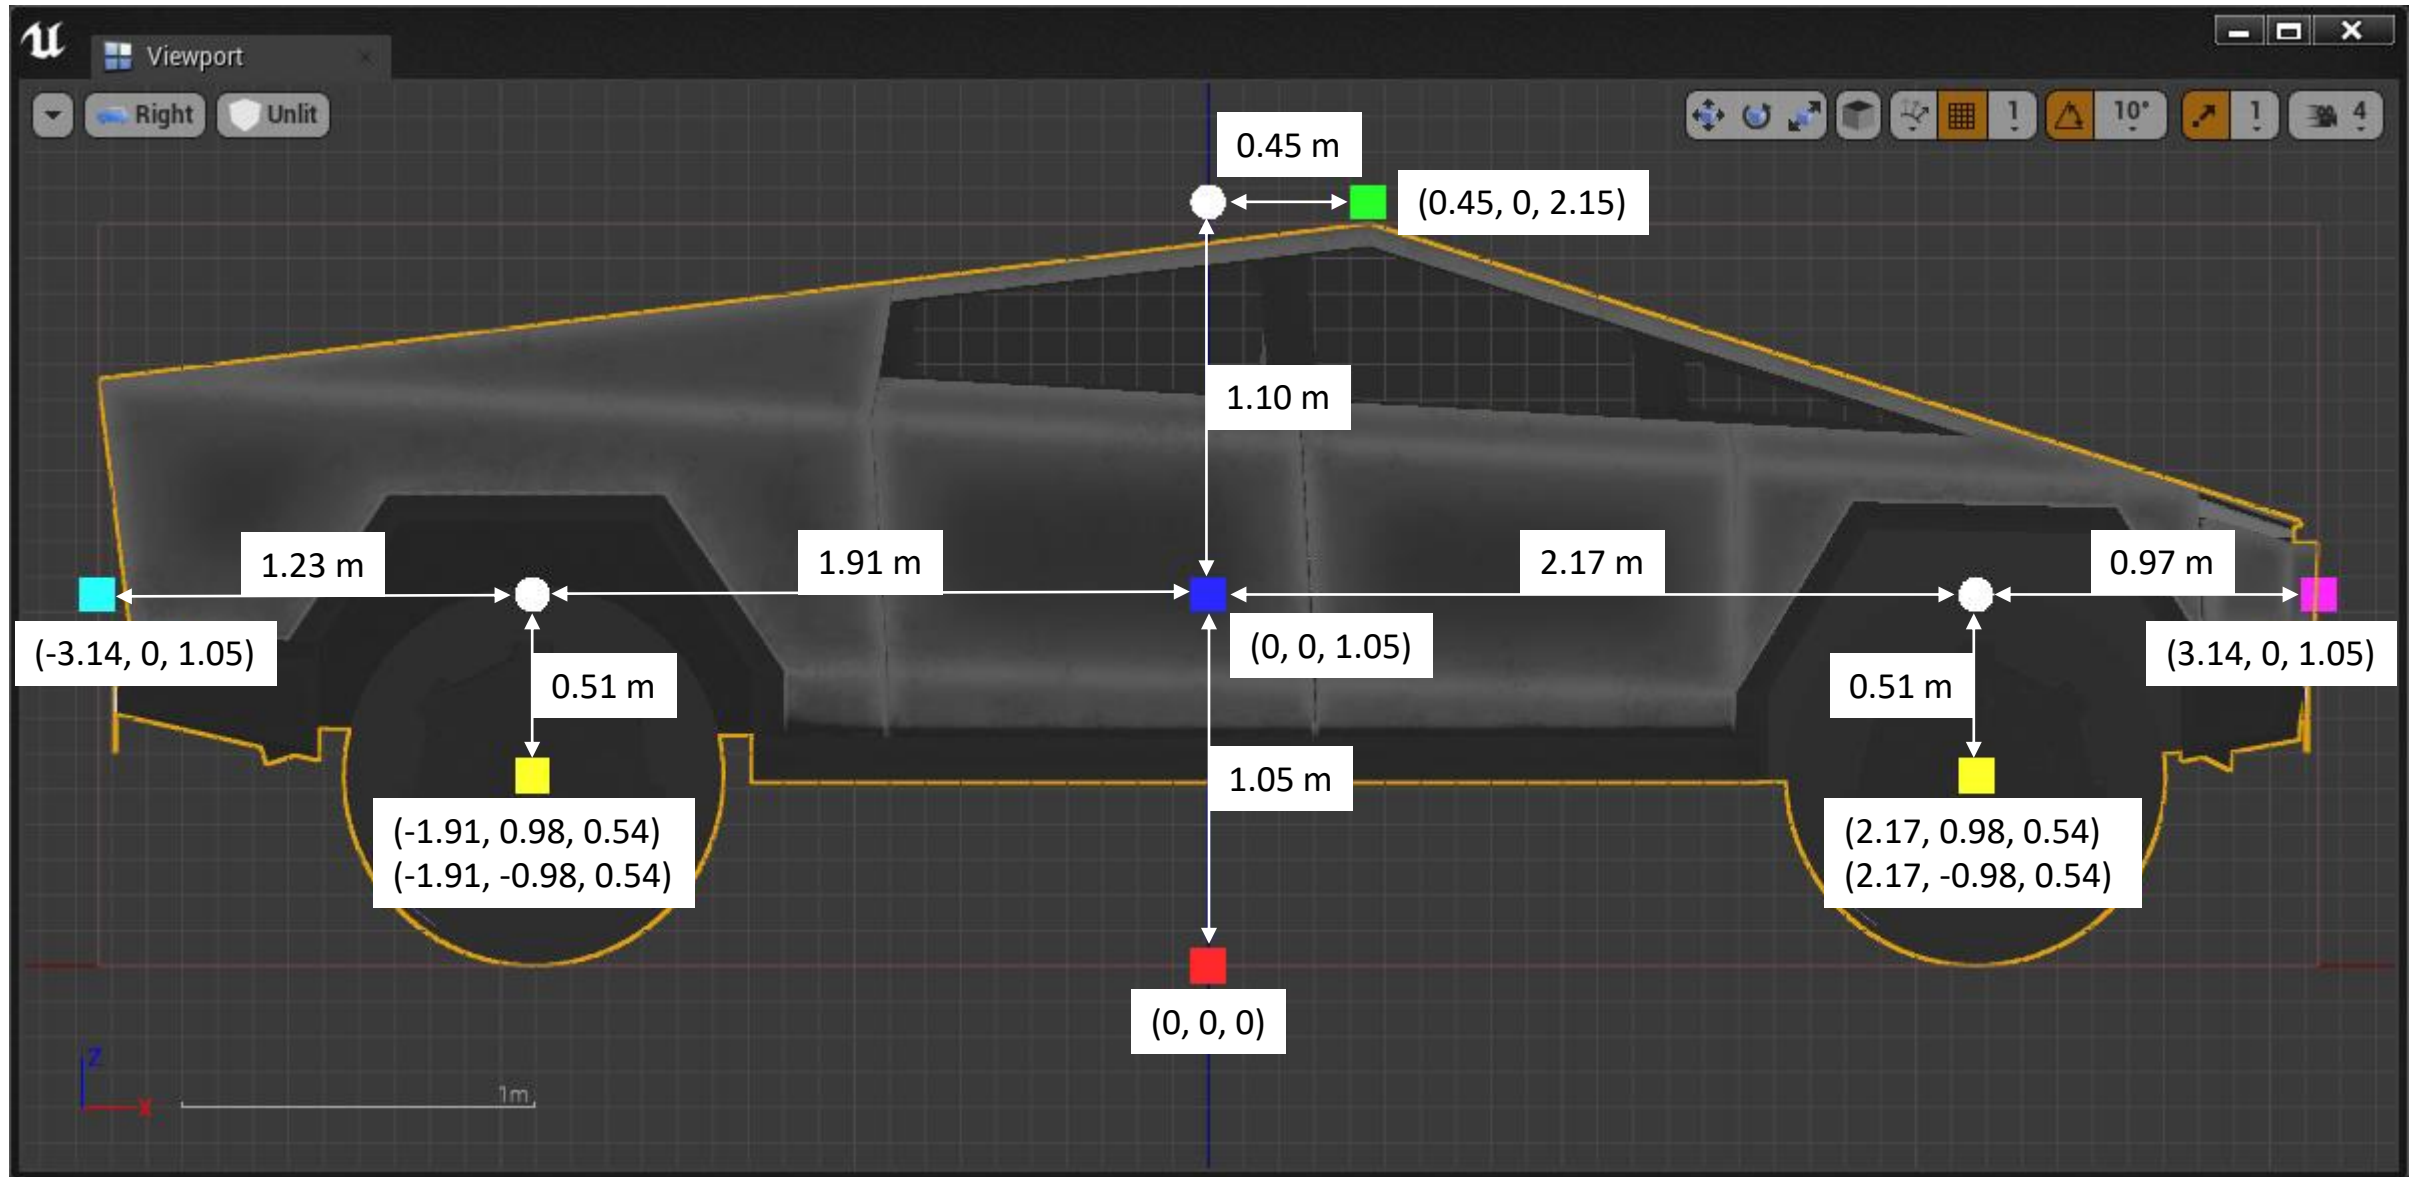 Viewport
Right
Unlit
1
10°
1
4
0.45 m
(0.45, 0, 2.15)
1.10 m
1.23 m
1.91 m
2.17 m
0.97 m
(-3.14, 0, 1.05)
(0, 0, 1.05)
(3.14, 0, 1.05)
0.51 m
0.51 m
1.05 m
(-1.91, 0.98, 0.54)
(-1.91, -0.98, 0.54)
(2.17, 0.98, 0.54)
(2.17, -0.98, 0.54)
(0, 0, 0)
Z
X
1m